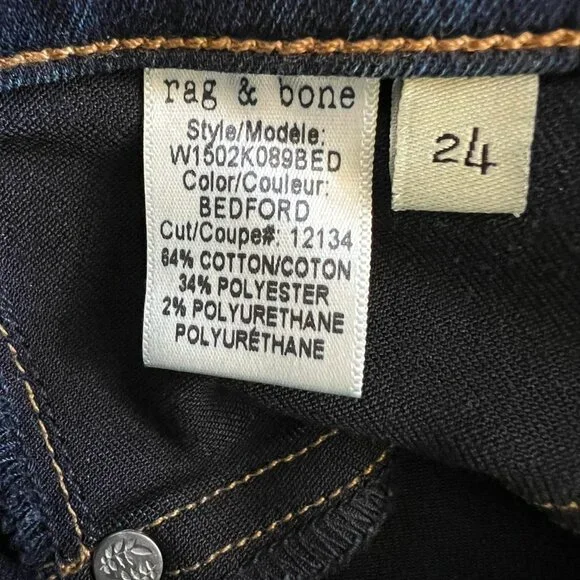 rag & bone
Style/Modèle:
W1502K089BED
Color/Couleur:
BEDFORD
Cut/Coupe#: 12134
64% COTTON/COTON
34% POLYESTER
2% POLYURETHANE
POLYURÉTHANE
24